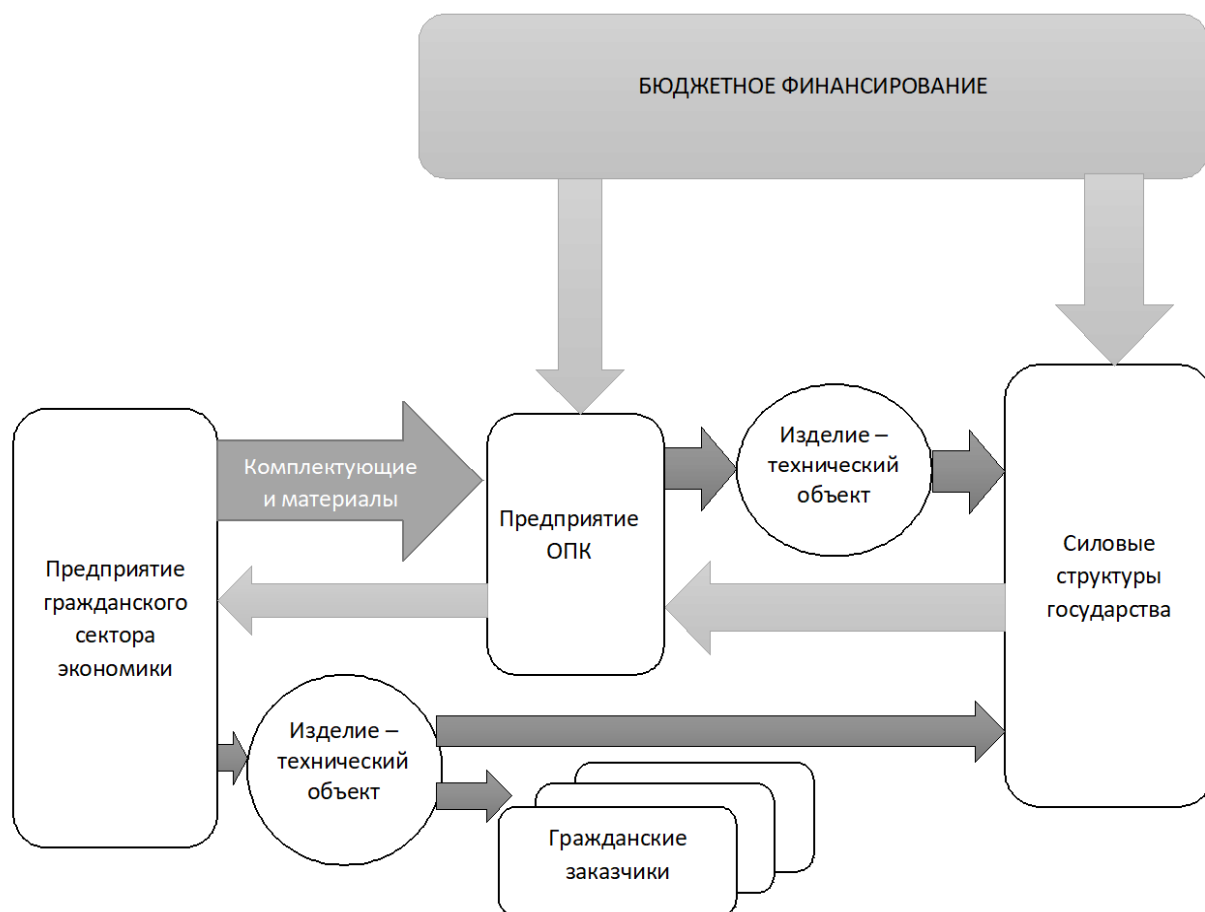 БЮДЖЕТНОЕ ФИНАНСИРОВАНИЕ
Комплектующие
и материалы
Изделие –
технический
объект
Предприятие
ОПК
Предприятие
гражданского
сектора
экономики
Силовые
структуры
государства
Изделие –
технический
объект
Гражданские
заказчики